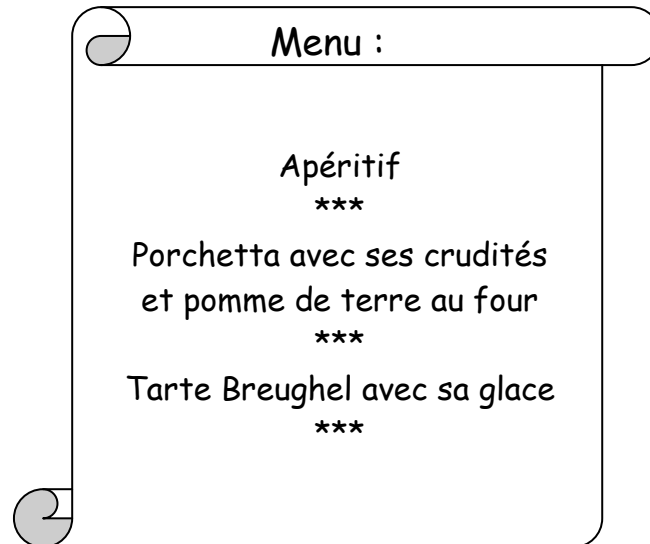 Menu :
Apéritif
***
Porchetta avec ses crudités
et pomme de terre au four
***
Tarte Breughel avec sa glace
***